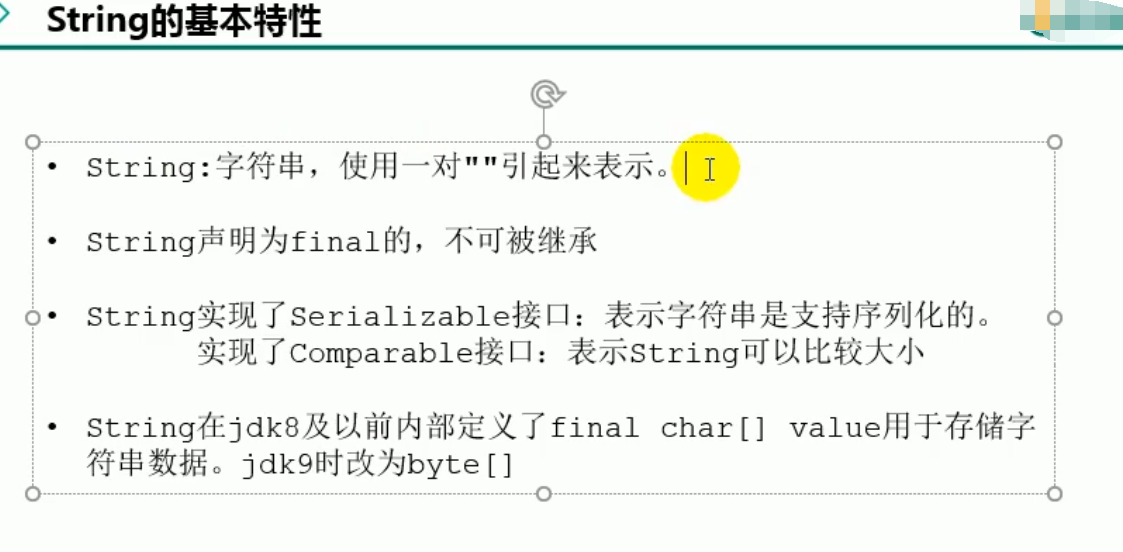 String的基本特性
• String:字符串，使用一对""引起来表示。
• String声明为final的，不可被继承
• String实现了Serializable接口：表示字符串是支持序列化的。
实现了Comparable接口：表示String可以比较大小
• String在jdk8及以前内部定义了final char[] value用于存储字
符串数据。jdk9时改为byte[]